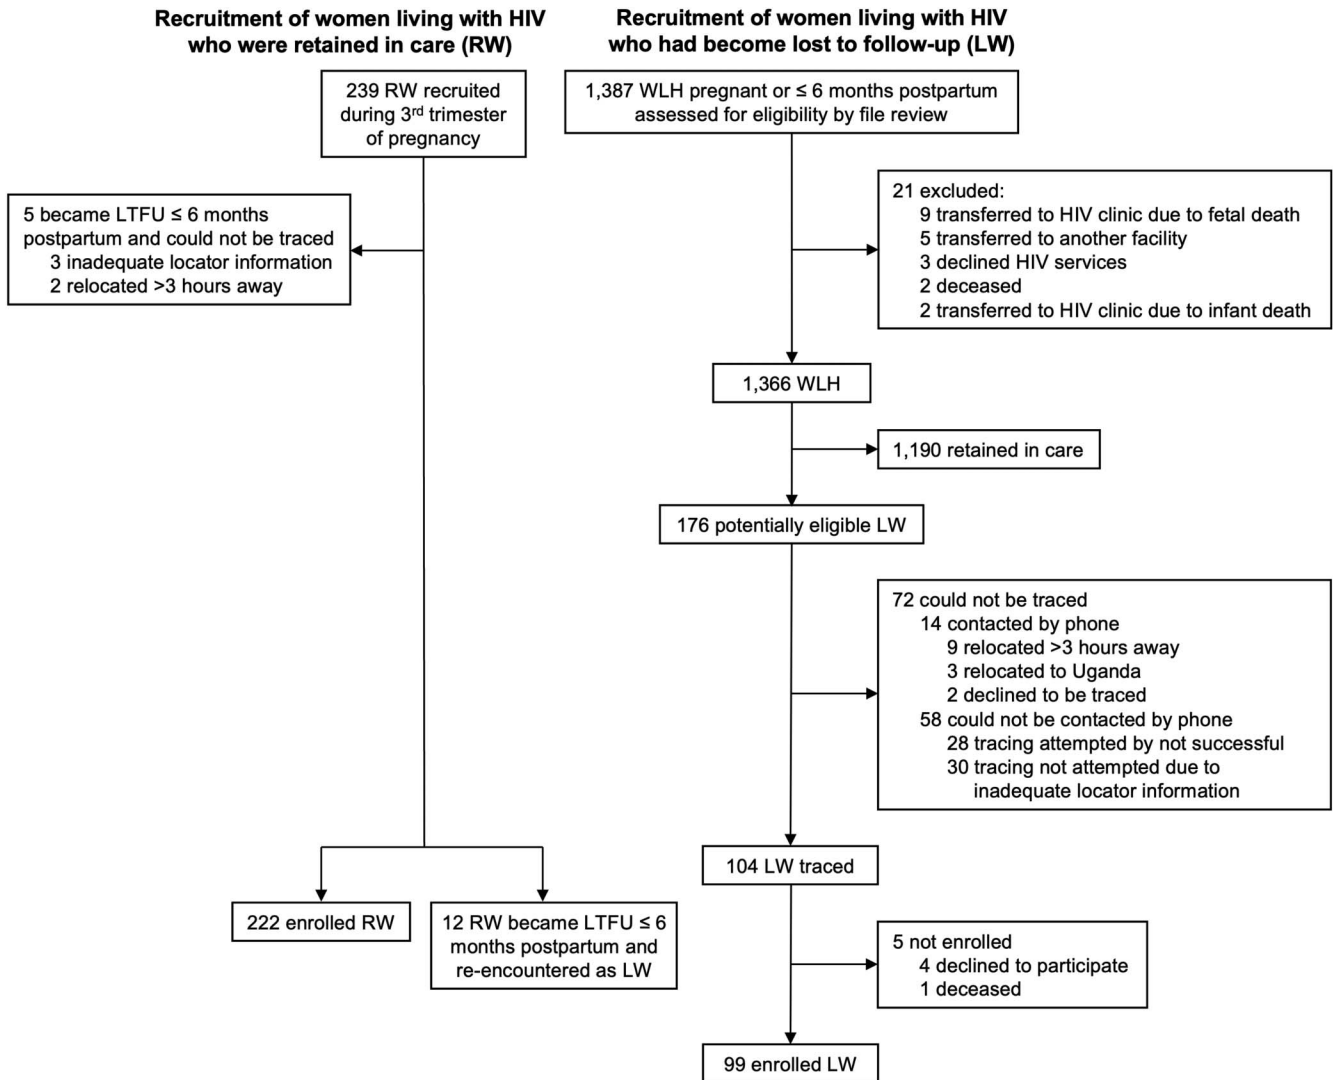 Recruitment of women living with HIV
who were retained in care (RW)
239 RW recruited
during 3rd trimester
of pregnancy
5 became LTFU ≤ 6 months
postpartum and could not be traced
3 inadequate locator information
2 relocated >3 hours away
222 enrolled RW
12 RW became LTFU ≤ 6
months postpartum and
re-encountered as LW
Recruitment of women living with HIV
who had become lost to follow-up (LW)
1,387 WLH pregnant or ≤ 6 months postpartum
assessed for eligibility by file review
21 excluded:
9 transferred to HIV clinic due to fetal death
5 transferred to another facility
3 declined HIV services
2 deceased
2 transferred to HIV clinic due to infant death
1,366 WLH
1,190 retained in care
176 potentially eligible LW
72 could not be traced
14 contacted by phone
9 relocated >3 hours away
3 relocated to Uganda
2 declined to be traced
58 could not be contacted by phone
28 tracing attempted by not successful
30 tracing not attempted due to
inadequate locator information
104 LW traced
5 not enrolled
4 declined to participate
1 deceased
99 enrolled LW